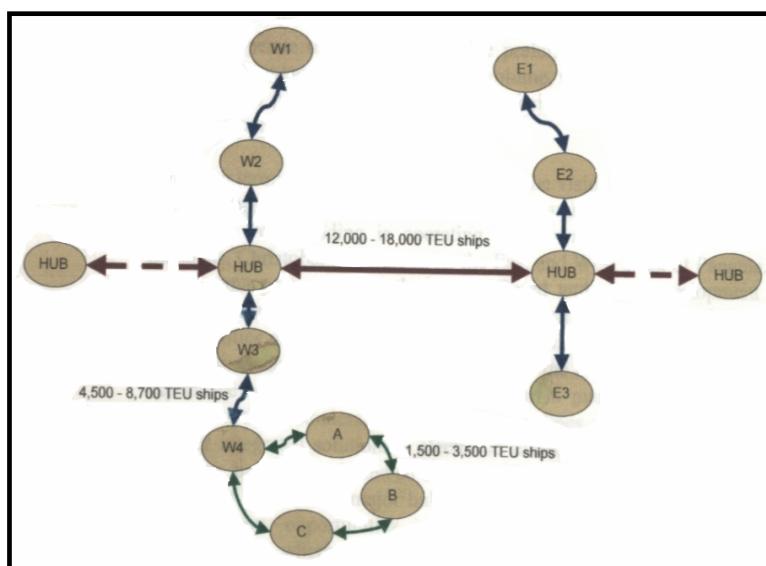 W1
E1
W2
E2
12,000 - 18,000 TEU ships
HUB
HUB
HUB
HUB
W3
4,500 - 8,700 TEU ships
E3
A
W4
1,500 - 3,500 TEU ships
B
C